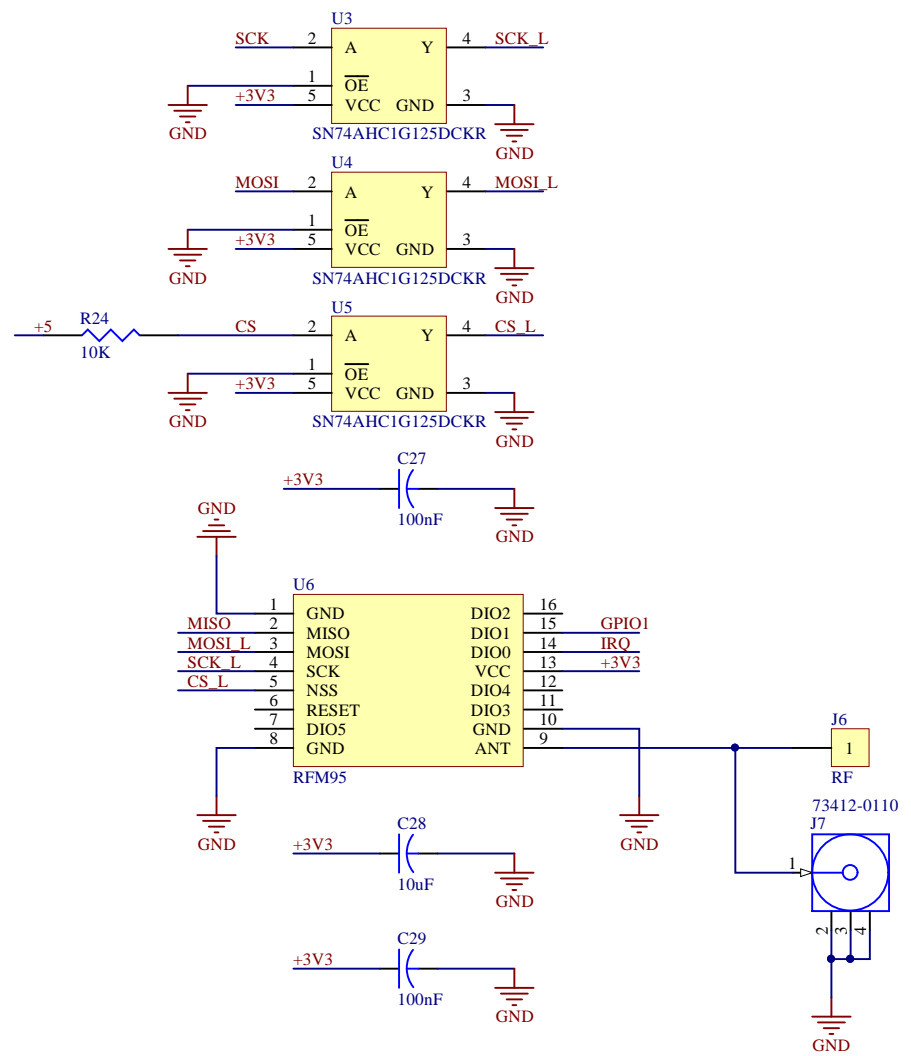 U3
SCK 2 A Y 4 SCK_L
1 OE
+3V3 5 VCC GND 3
GND
SN74AHC1G125DCKR
GND
U4
MOSI 2 A Y 4 MOSI_L
1 OE
+3V3 5 VCC GND 3
GND
SN74AHC1G125DCKR
GND
U5
+5 R24 CS 2 A Y 4 CS_L
10K
1 OE
+3V3 5 VCC GND 3
GND
SN74AHC1G125DCKR
GND
C27
+3V3
100nF
GND
GND
U6
1 GND DIO2 16
MISO 2 MISO DIO1 15 GPIO1
MOSI_L 3 MOSI DIO0 14 IRQ
SCK_L 4 SCK VCC 13 +3V3
CS_L 5 NSS DIO4 12
6 RESET DIO3 11
7 DIO5 GND 10
8 GND ANT 9
RFM95
J6
1
RF
GND
GND
73412-0110
J7
1
2 3 4
GND
C28
+3V3
10uF
GND
C29
+3V3
100nF
GND